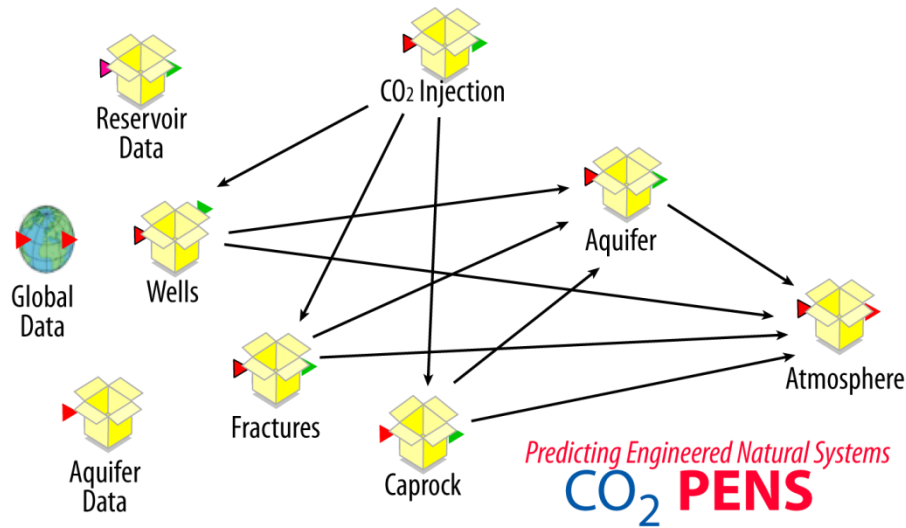 Reservoir
Data
CO₂ Injection
Aquifer
Global
Data
Wells
Atmosphere
Fractures
Caprock
Aquifer
Data
Predicting Engineered Natural Systems
CO₂ PENS